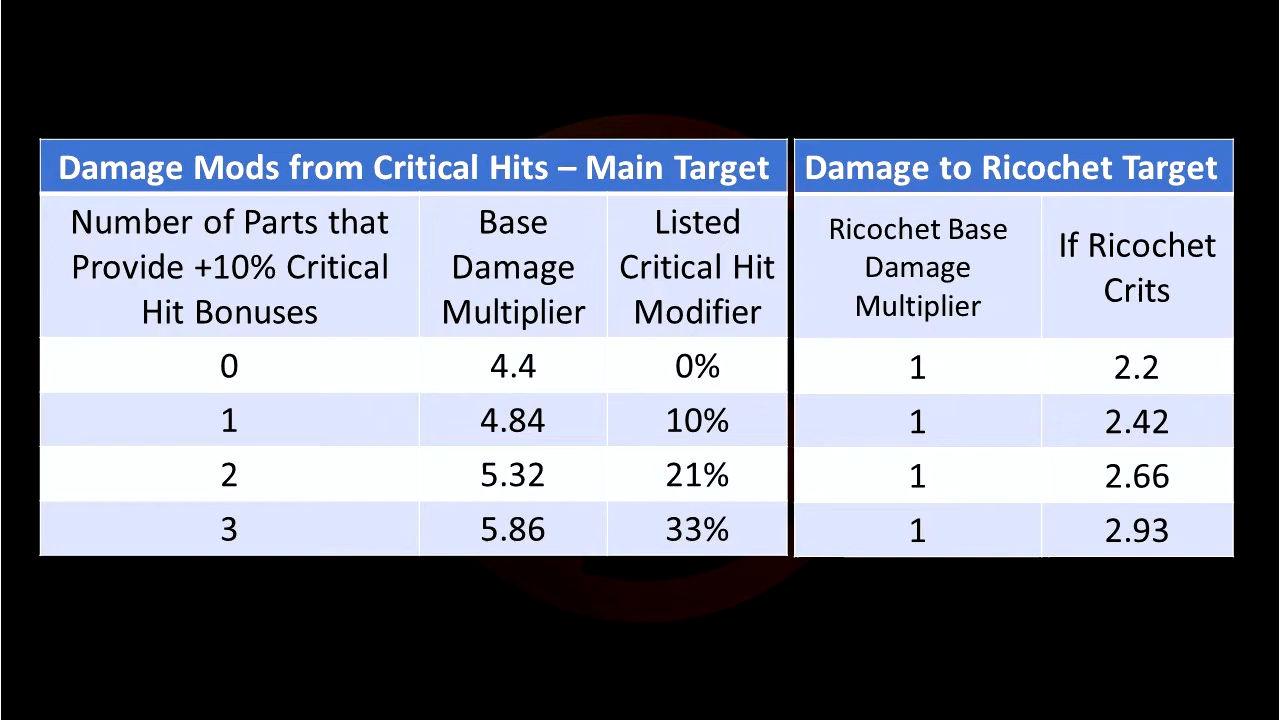 Damage Mods from Critical Hits – Main Target
Number of Parts that
Provide +10% Critical
Hit Bonuses
Base
Damage
Multiplier
Listed
Critical Hit
Modifier
0 4.4 0%
1 4.84 10%
2 5.32 21%
3 5.86 33%
Damage to Ricochet Target
Ricochet Base
Damage
Multiplier
If Ricochet
Crits
1 2.2
1 2.42
1 2.66
1 2.93